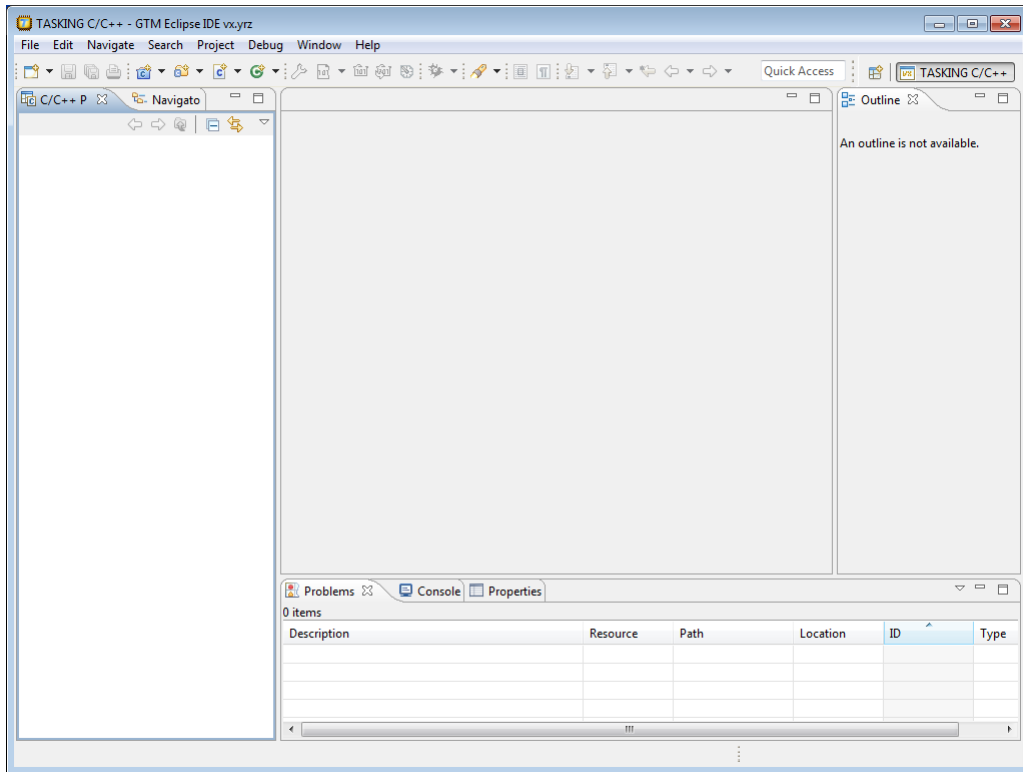 TASKING C/C++ - GTM Eclipse IDE vx.yrz
File Edit Navigate Search Project Debug Window Help
Quick Access TASKING C/C++
C/C++ P Navigato
Outline
An outline is not available.
Problems Console Properties
0 items
Description Resource Path Location ID Type